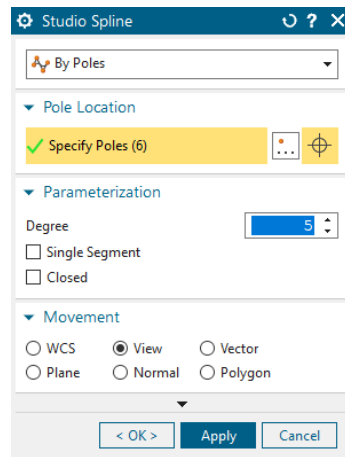 Studio Spline ?
By Poles
Pole Location
Specify Poles (6)
Parameterization
Degree 5
Single Segment
Closed
Movement
WCS View Vector
Plane Normal Polygon
< OK > Apply Cancel